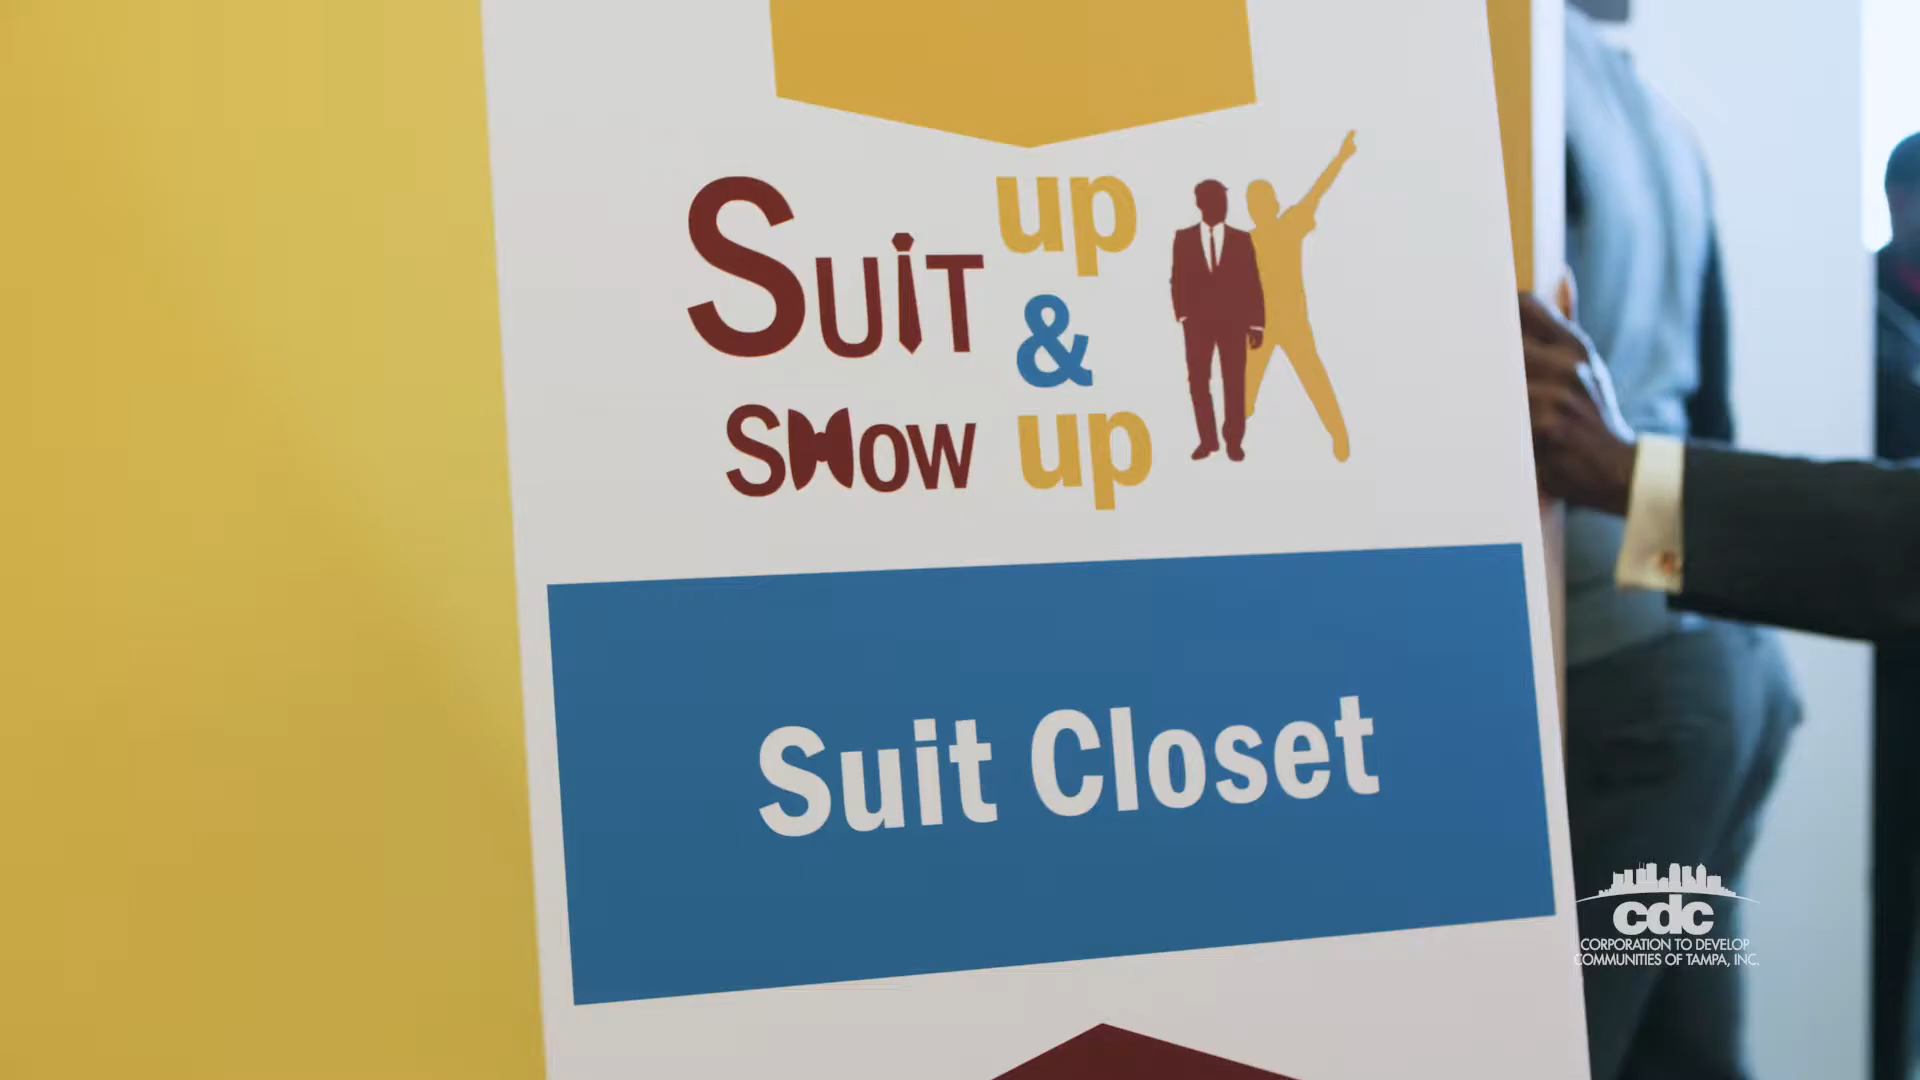 Suit up
&
Show up
Suit Closet
cdc
CORPORATION TO DEVELOP
COMMUNITIES OF TAMPA, INC.